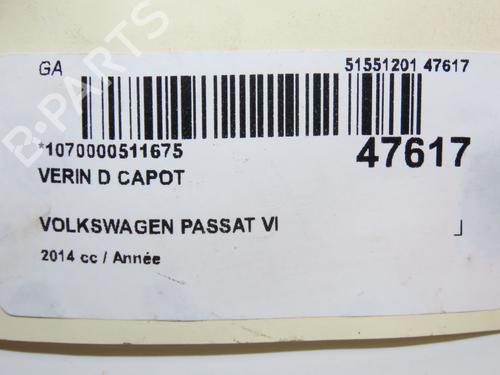 GA 51551201 47617
*1070000511675 47617
VERIN D CAPOT
VOLKSWAGEN PASSAT VI
2014 cc / Année
B-PARTS